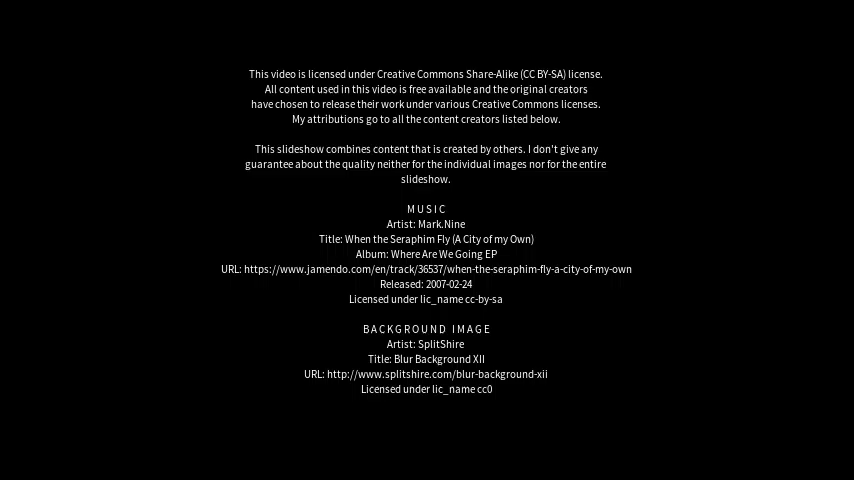 This video is licensed under Creative Commons Share-Alike (CC BY-SA) license.
All content used in this video is free available and the original creators
have chosen to release their work under various Creative Commons licenses.
My attributions go to all the content creators listed below.
This slideshow combines content that is created by others. I don't give any
guarantee about the quality neither for the individual images nor for the entire
slideshow.
MUSIC
Artist: Mark.Nine
Title: When the Seraphim Fly (A City of my Own)
Album: Where Are We Going EP
URL: https://www.jamendo.com/en/track/36537/when-the-seraphim-fly-a-city-of-my-own
Released: 2007-02-24
Licensed under lic_name cc-by-sa
BACKGROUND IMAGE
Artist: SplitShire
Title: Blur Background XII
URL: http://www.splitshire.com/blur-background-xii
Licensed under lic_name cc0